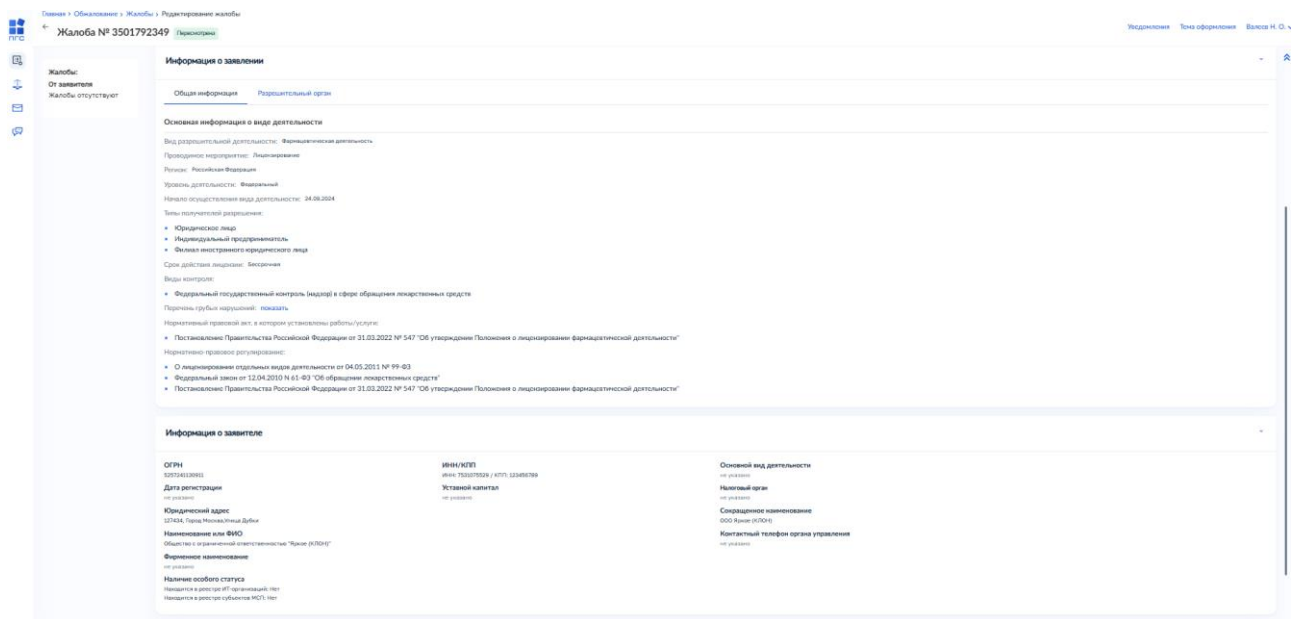 Главная › Обжалование › Жалобы › Редактирование жалобы
← Жалоба № 3501792349 Пересмотрена
Уведомления Тема оформления Валоса Н. О.
ПГС
Жалобы:
От заявителя
Жалобы отсутствуют
Информация о заявлении
Общая информация Разрешительный орган
Основная информация о виде деятельности
Вид разрешительной деятельности: Фармацевтическая деятельность
Проводимое мероприятие: Лицензирование
Регион: Российская Федерация
Уровень деятельности: Федеральный
Начало осуществления вида деятельности: 24.08.2024
Типы получателей разрешения:
Юридическое лицо
Индивидуальный предприниматель
Филиал иностранного юридического лица
Срок действия лицензии: Бессрочная
Виды контроля:
Федеральный государственный контроль (надзор) в сфере обращения лекарственных средств
Перечень грубых нарушений: показать
Нормативный правовой акт, в котором установлены работы/услуги:
Постановление Правительства Российской Федерации от 31.03.2022 № 547 "Об утверждении Положения о лицензировании фармацевтической деятельности"
Нормативно-правовое регулирование:
О лицензировании отдельных видов деятельности от 04.05.2011 № 99-ФЗ
Федеральный закон от 12.04.2010 N 61-ФЗ "Об обращении лекарственных средств"
Постановление Правительства Российской Федерации от 31.03.2022 № 547 "Об утверждении Положения о лицензировании фармацевтической деятельности"
Информация о заявителе
ОГРН ИНН/КПП Основной вид деятельности
ИНН: 7531075529 / КПП: 123456789 не указано
Дата регистрации Уставной капитал Налоговый орган
не указано не указано не указано
Юридический адрес Сокращенное наименование
127434, Город Москва,Улица Дубки ООО Яркое (КЛОН)
Наименование или ФИО Контактный телефон органа управления
Общество с ограниченной ответственностью "Яркое (КЛОН)" не указано
Фирменное наименование
не указано
Наличие особого статуса
Находится в реестре ИТ-организаций: Нет
Находится в реестре субъектов МСП: Нет